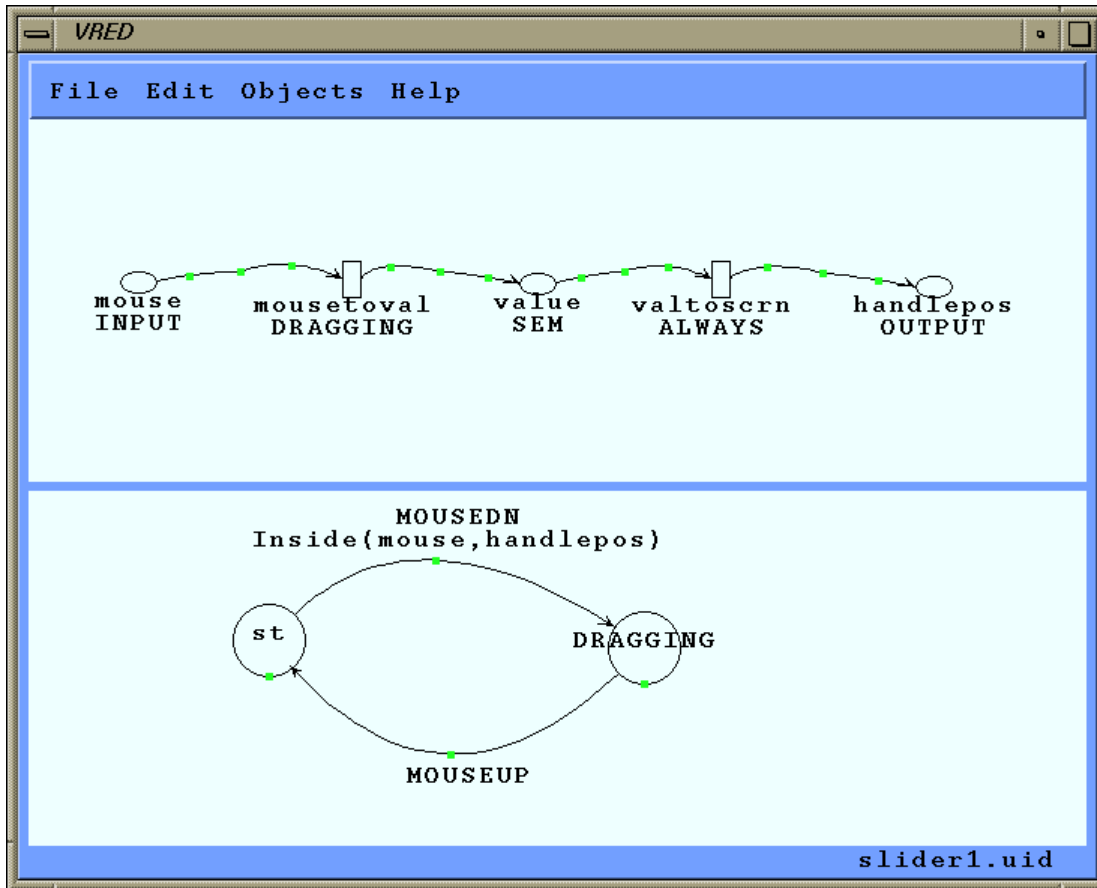 VRED
File Edit Objects Help
mouse
INPUT
mousetoval
DRAGGING
value
SEM
valtoscrn
ALWAYS
handlepos
OUTPUT
MOUSEDN
Inside(mouse,handlepos)
st
DRAGGING
MOUSEUP
slider1.uid